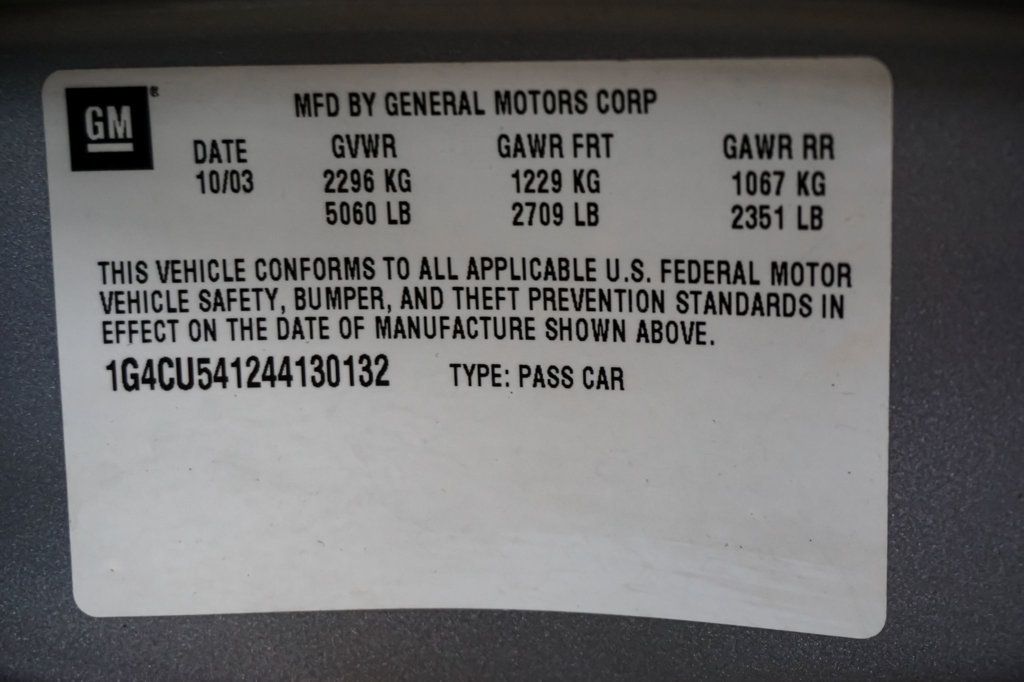 GM®
MFD BY GENERAL MOTORS CORP
DATE GVWR GAWR FRT GAWR RR
10/03 2296 KG 1229 KG 1067 KG
5060 LB 2709 LB 2351 LB
THIS VEHICLE CONFORMS TO ALL APPLICABLE U.S. FEDERAL MOTOR
VEHICLE SAFETY, BUMPER, AND THEFT PREVENTION STANDARDS IN
EFFECT ON THE DATE OF MANUFACTURE SHOWN ABOVE.
1G4CU541244130132 TYPE: PASS CAR